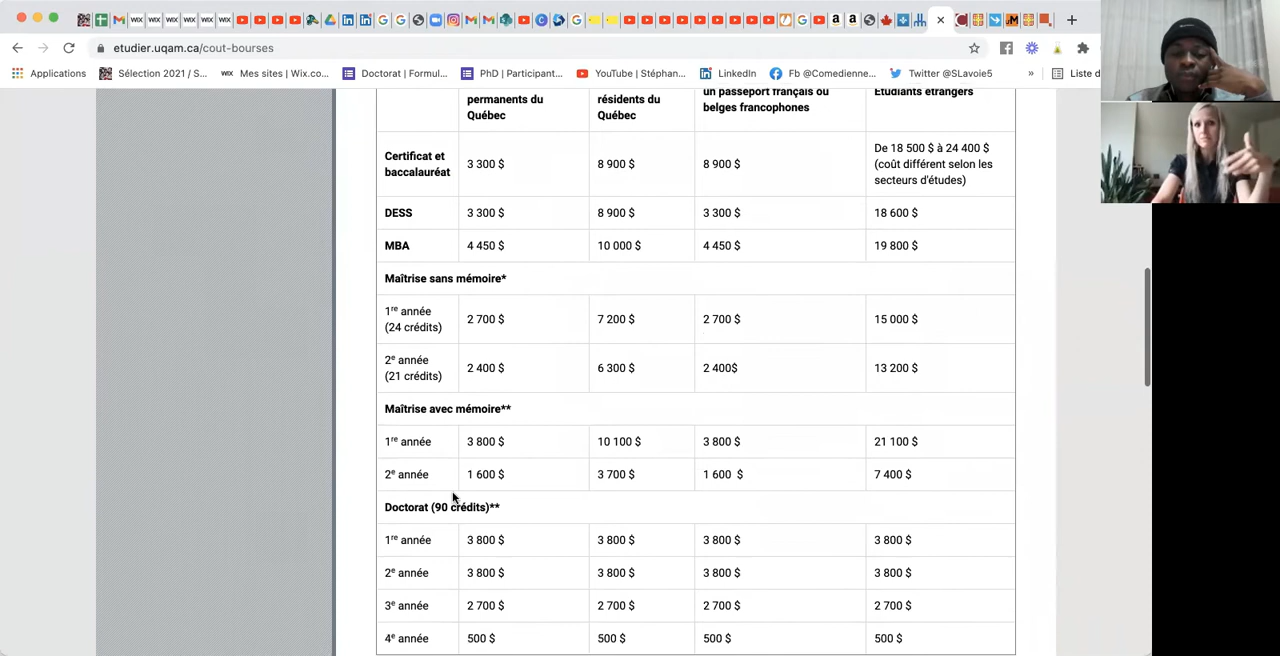 etudier.uqam.ca/cout-bourses
Applications
Sélection 2021 / S...
WIX
Mes sites | Wix.co...
Doctorat | Formul...
PhD | Participant...
YouTube | Stéphan...
LinkedIn
Fb @Comedienne...
Twitter @SLavoie5
»
Liste d
permanents du Québec
résidents du Québec
un passeport français ou belges francophones
Étudiants étrangers
Certificat et baccalauréat 3 300 $ 8 900 $ 8 900 $ De 18 500 $ à 24 400 $ (coût différent selon les secteurs d'études)
DESS 3 300 $ 8 900 $ 3 300 $ 18 600 $
MBA 4 450 $ 10 000 $ 4 450 $ 19 800 $
Maîtrise sans mémoire*
1re année (24 crédits) 2 700 $ 7 200 $ 2 700 $ 15 000 $
2e année (21 crédits) 2 400 $ 6 300 $ 2 400$ 13 200 $
Maîtrise avec mémoire**
1re année 3 800 $ 10 100 $ 3 800 $ 21 100 $
2e année 1 600 $ 3 700 $ 1 600 $ 7 400 $
Doctorat (90 crédits)**
1re année 3 800 $ 3 800 $ 3 800 $ 3 800 $
2e année 3 800 $ 3 800 $ 3 800 $ 3 800 $
3e année 2 700 $ 2 700 $ 2 700 $ 2 700 $
4e année 500 $ 500 $ 500 $ 500 $